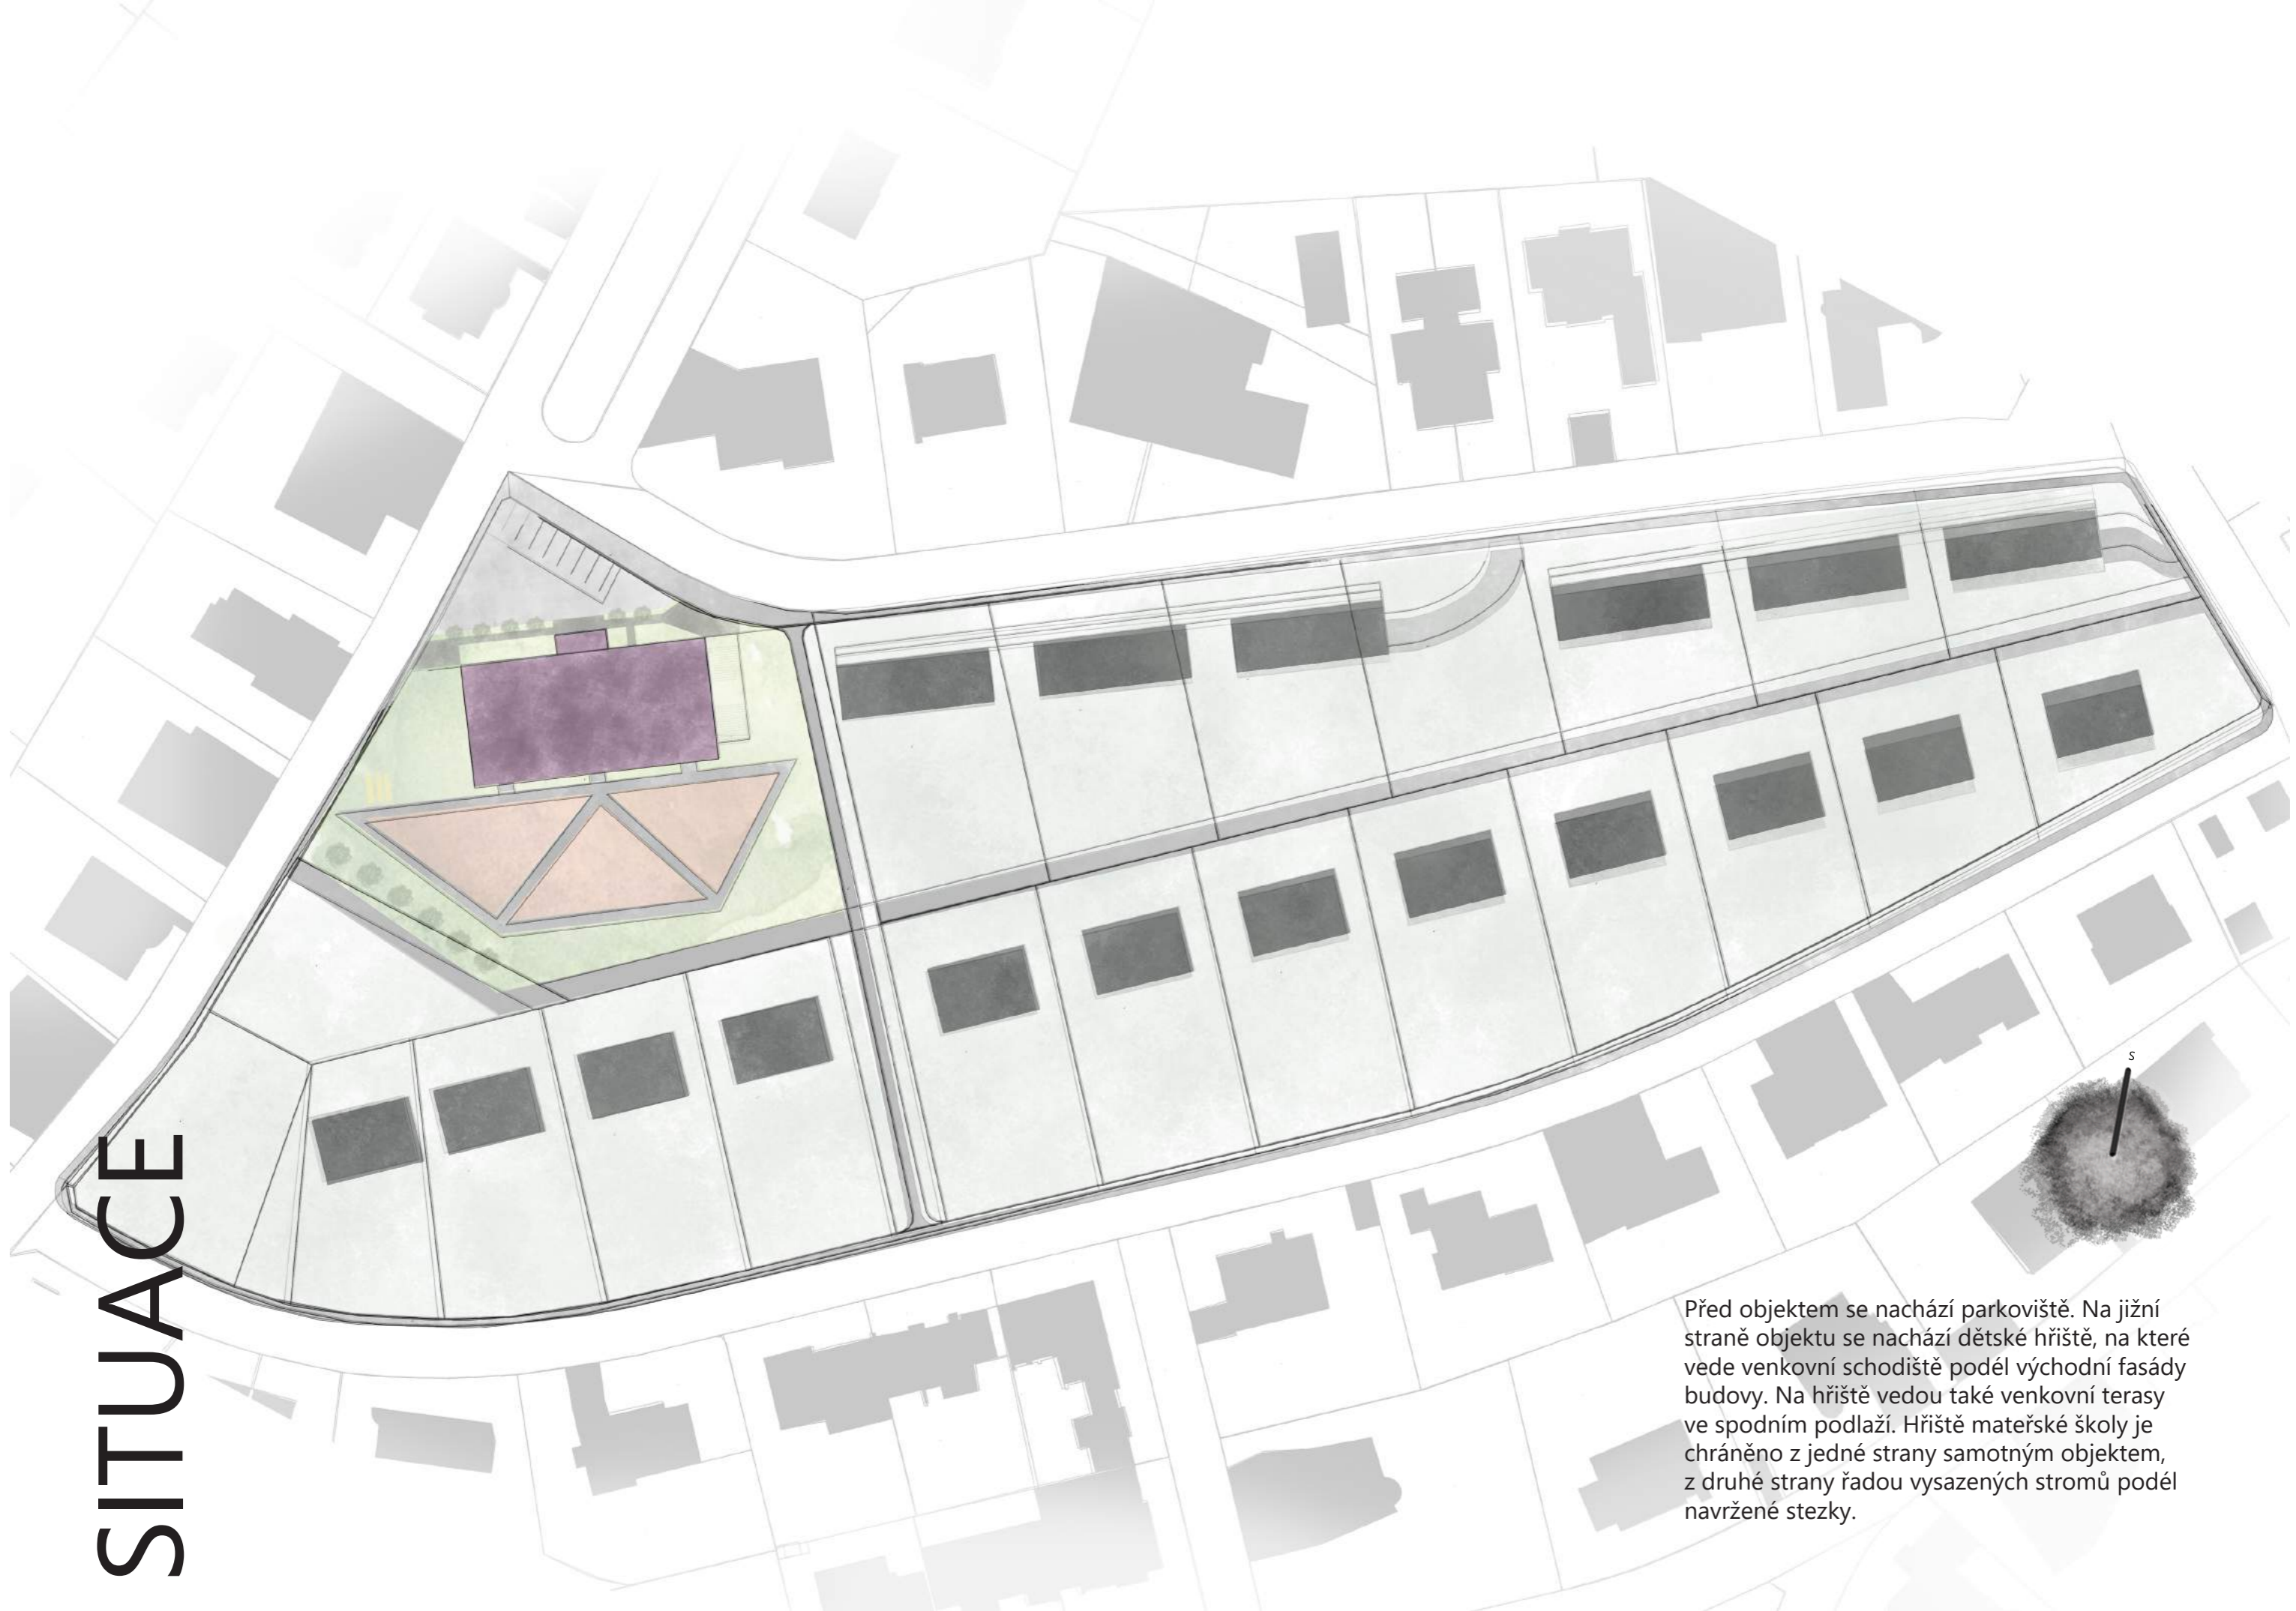 SITUACE
S
Před objektem se nachází parkoviště. Na jižní
straně objektu se nachází dětské hřiště, na které
vede venkovní schodiště podél východní fasády
budovy. Na hřiště vedou také venkovní terasy
ve spodním podlaží. Hřiště mateřské školy je
chráněno z jedné strany samotným objektem,
z druhé strany řadou vysazených stromů podél
navržené stezky.